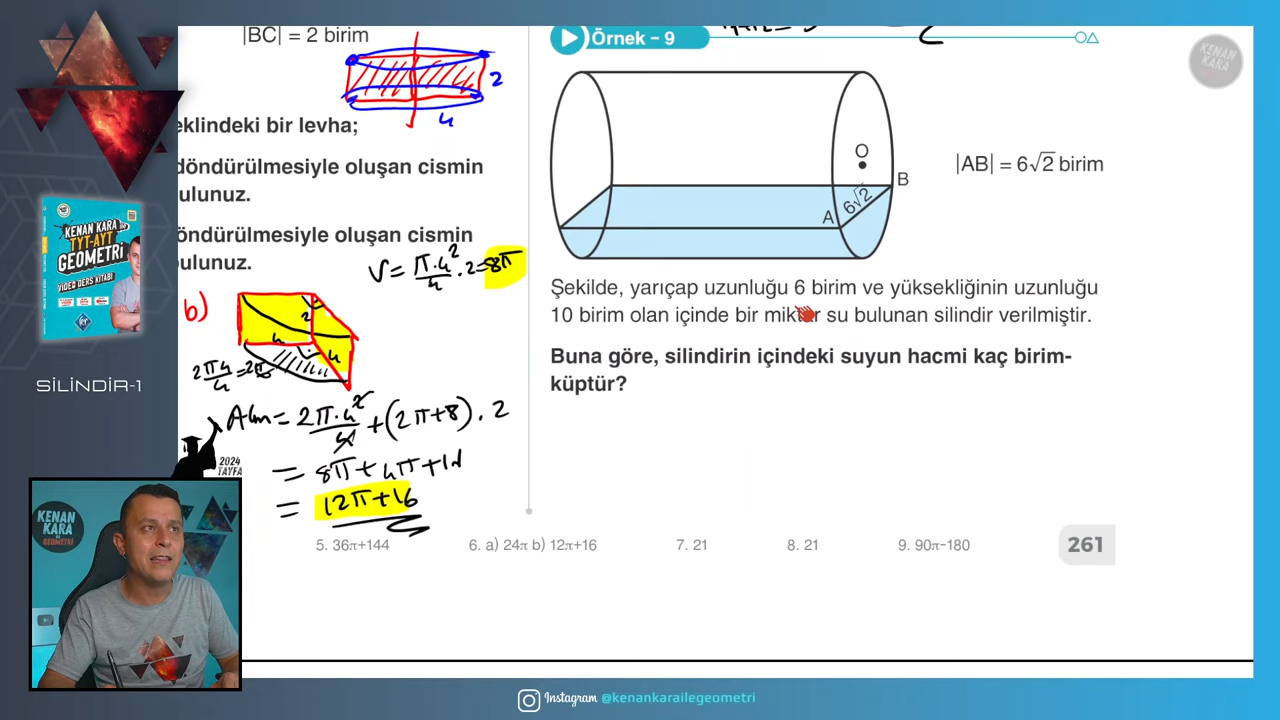 |BC| = 2 birim
2
4
eklindeki bir levha;
döndürülmesiyle oluşan cismin
ulunuz.
öndürülmesiyle oluşan cismin
ulunuz.
V = π.4² / 4 . 2 = 8π
b)
2
4
4
2π4 / 4 = 2π
Alan = 2π.4² / 4 + (2π+8) . 2
= 8π + 4π + 16
= 12π+16
Örnek - 9
O
B
A
6√2
|AB| = 6√2 birim
Şekilde, yarıçap uzunluğu 6 birim ve yüksekliğinin uzunluğu
10 birim olan içinde bir miktar su bulunan silindir verilmiştir.
Buna göre, silindirin içindeki suyun hacmi kaç birim-
küptür?
5. 36π+144
6. a) 24π b) 12π+16
7. 21
8. 21
9. 90π-180
261
KENAN KARA
TYT-AYT
GEOMETRİ
VİDEO DERS KİTABI
SİLİNDİR-1
2024
TAYFA
KENAN
KARA
GEOMETRİ
KENAN
KARA
Instagram @kenankarailegeometri